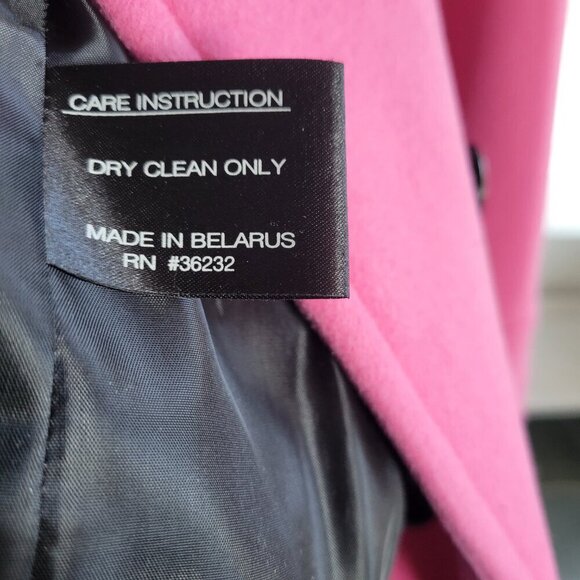 CARE INSTRUCTION
DRY CLEAN ONLY
MADE IN BELARUS
RN #36232